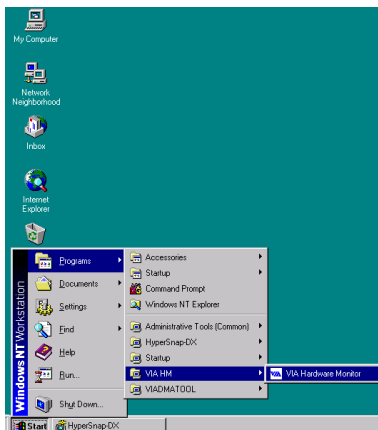 My Computer
Network
Neighborhood
Inbox
Internet
Explorer
Windows NT Workstation
Programs
Documents
Settings
Find
Help
Run...
Shut Down...
Accessories
Startup
Command Prompt
Windows NT Explorer
Administrative Tools (Common)
HyperSnap-DX
Startup
VIA HM
VIADMATOOL
VIA Hardware Monitor
Start
HyperSnap-DX